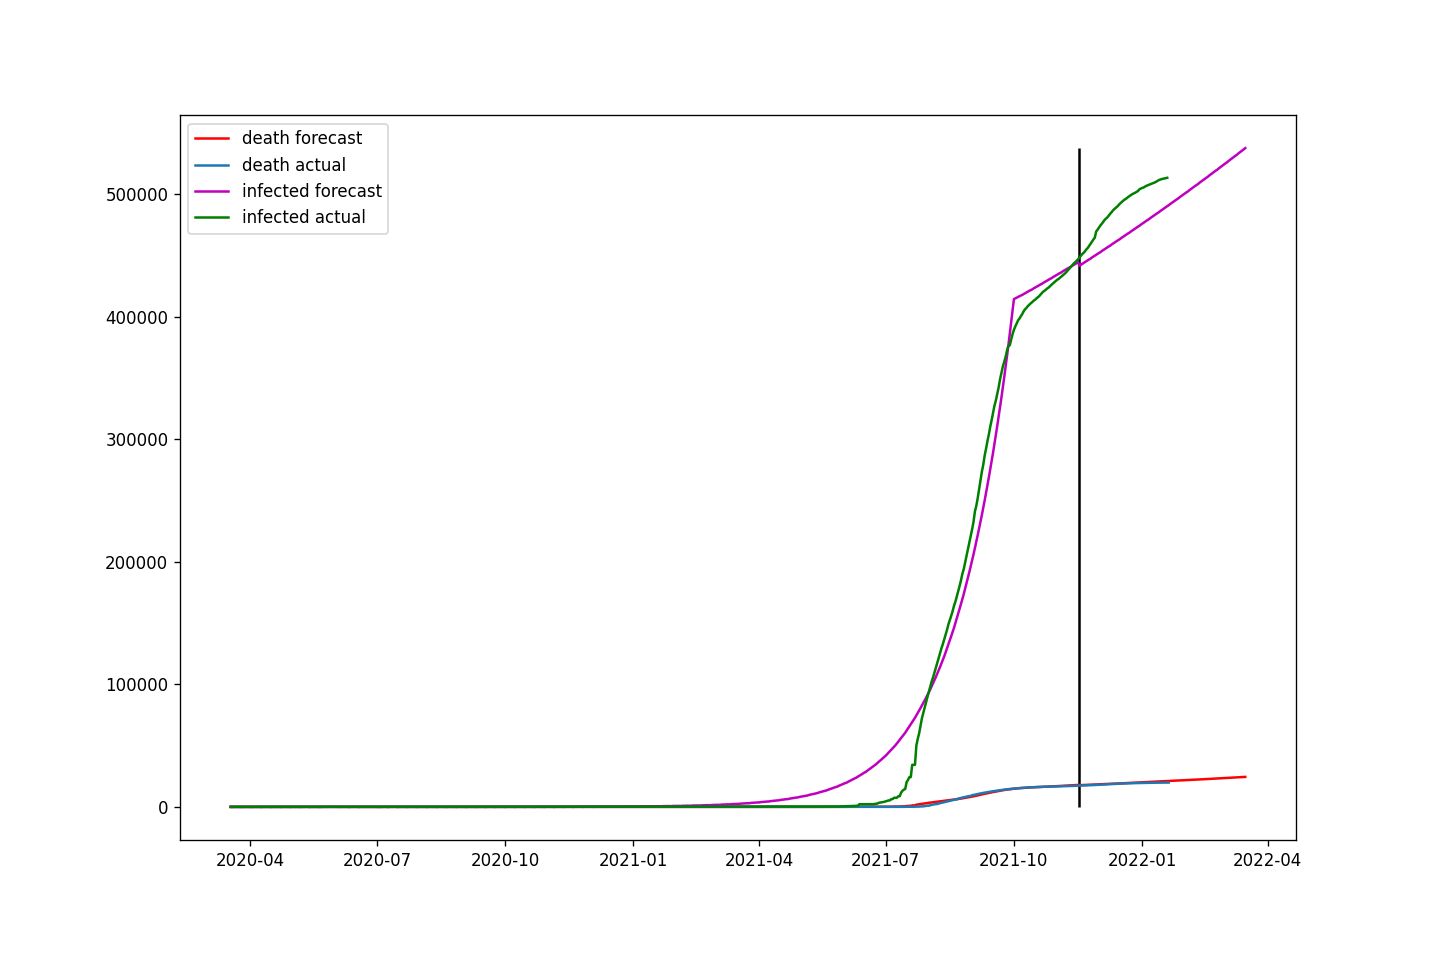 death forecast
death actual
infected forecast
infected actual
500000
400000
300000
200000
100000
0
2020-04 2020-07 2020-10 2021-01 2021-04 2021-07 2021-10 2022-01 2022-04